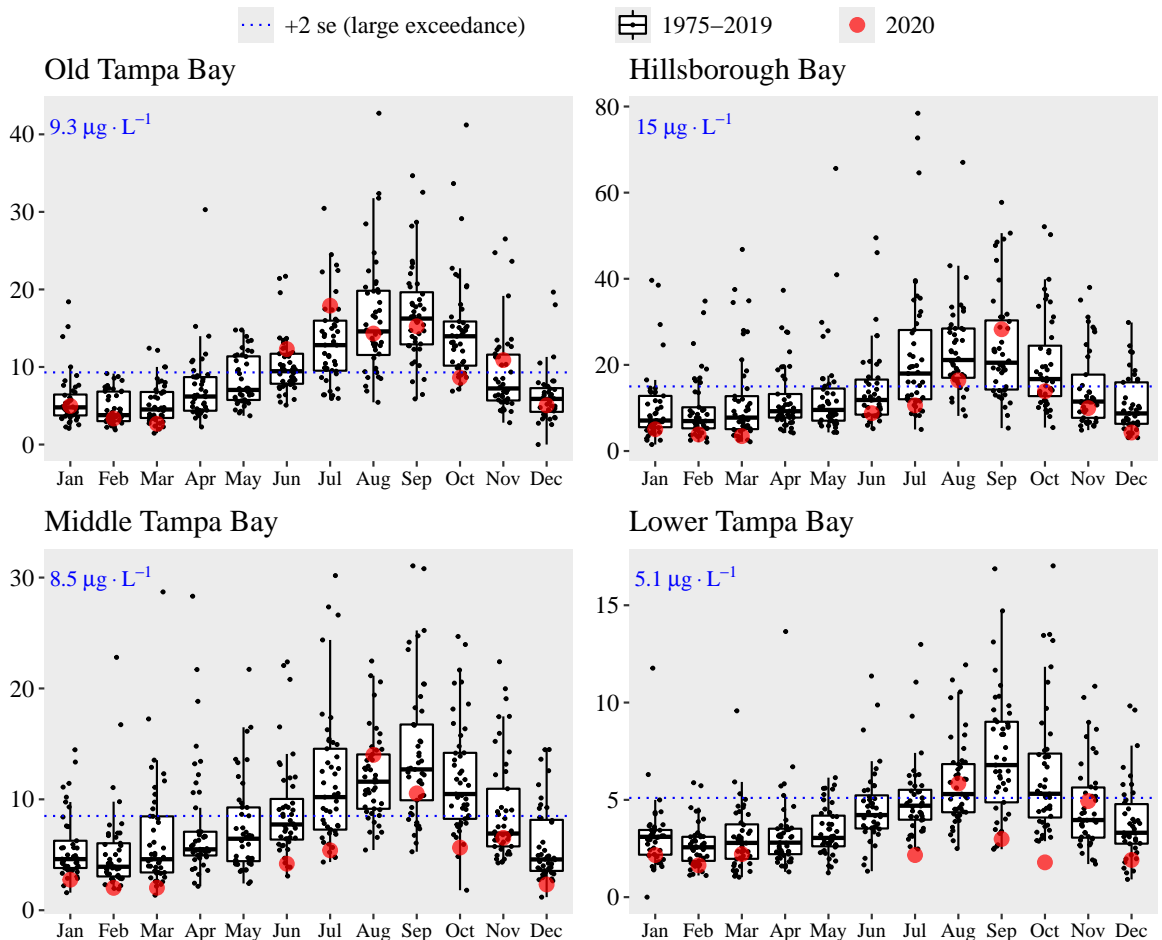 +2 se (large exceedance) 1975−2019 2020
Old Tampa Bay
9.3 μg · L⁻¹
40
30
20
10
0
Jan Feb Mar Apr May Jun Jul Aug Sep Oct Nov Dec
Hillsborough Bay
15 μg · L⁻¹
80
60
40
20
0
Jan Feb Mar Apr May Jun Jul Aug Sep Oct Nov Dec
Middle Tampa Bay
8.5 μg · L⁻¹
30
20
10
0
Jan Feb Mar Apr May Jun Jul Aug Sep Oct Nov Dec
Lower Tampa Bay
5.1 μg · L⁻¹
15
10
5
0
Jan Feb Mar Apr May Jun Jul Aug Sep Oct Nov Dec